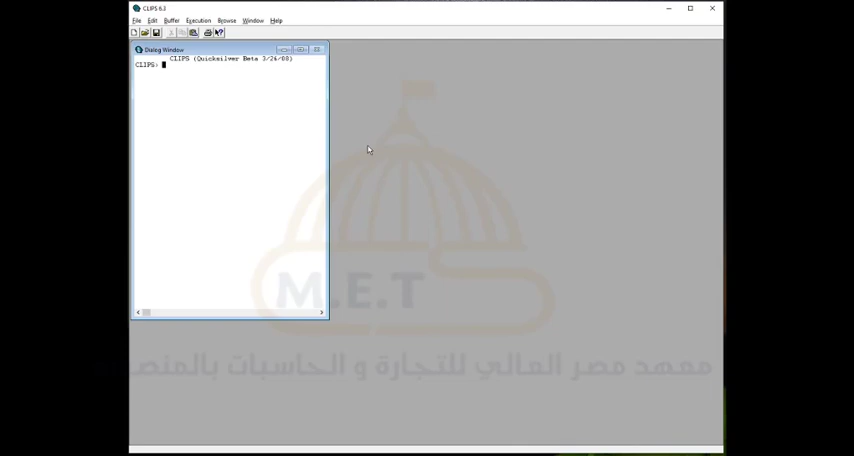 CLIPS 6.3
File Edit Buffer Execution Browse Window Help
Dialog Window
CLIPS (Quicksilver Beta 3/26/08)
CLIPS>
M.E.T
معهد مصر العالي للتجارة و الحاسبات بالمنصورة